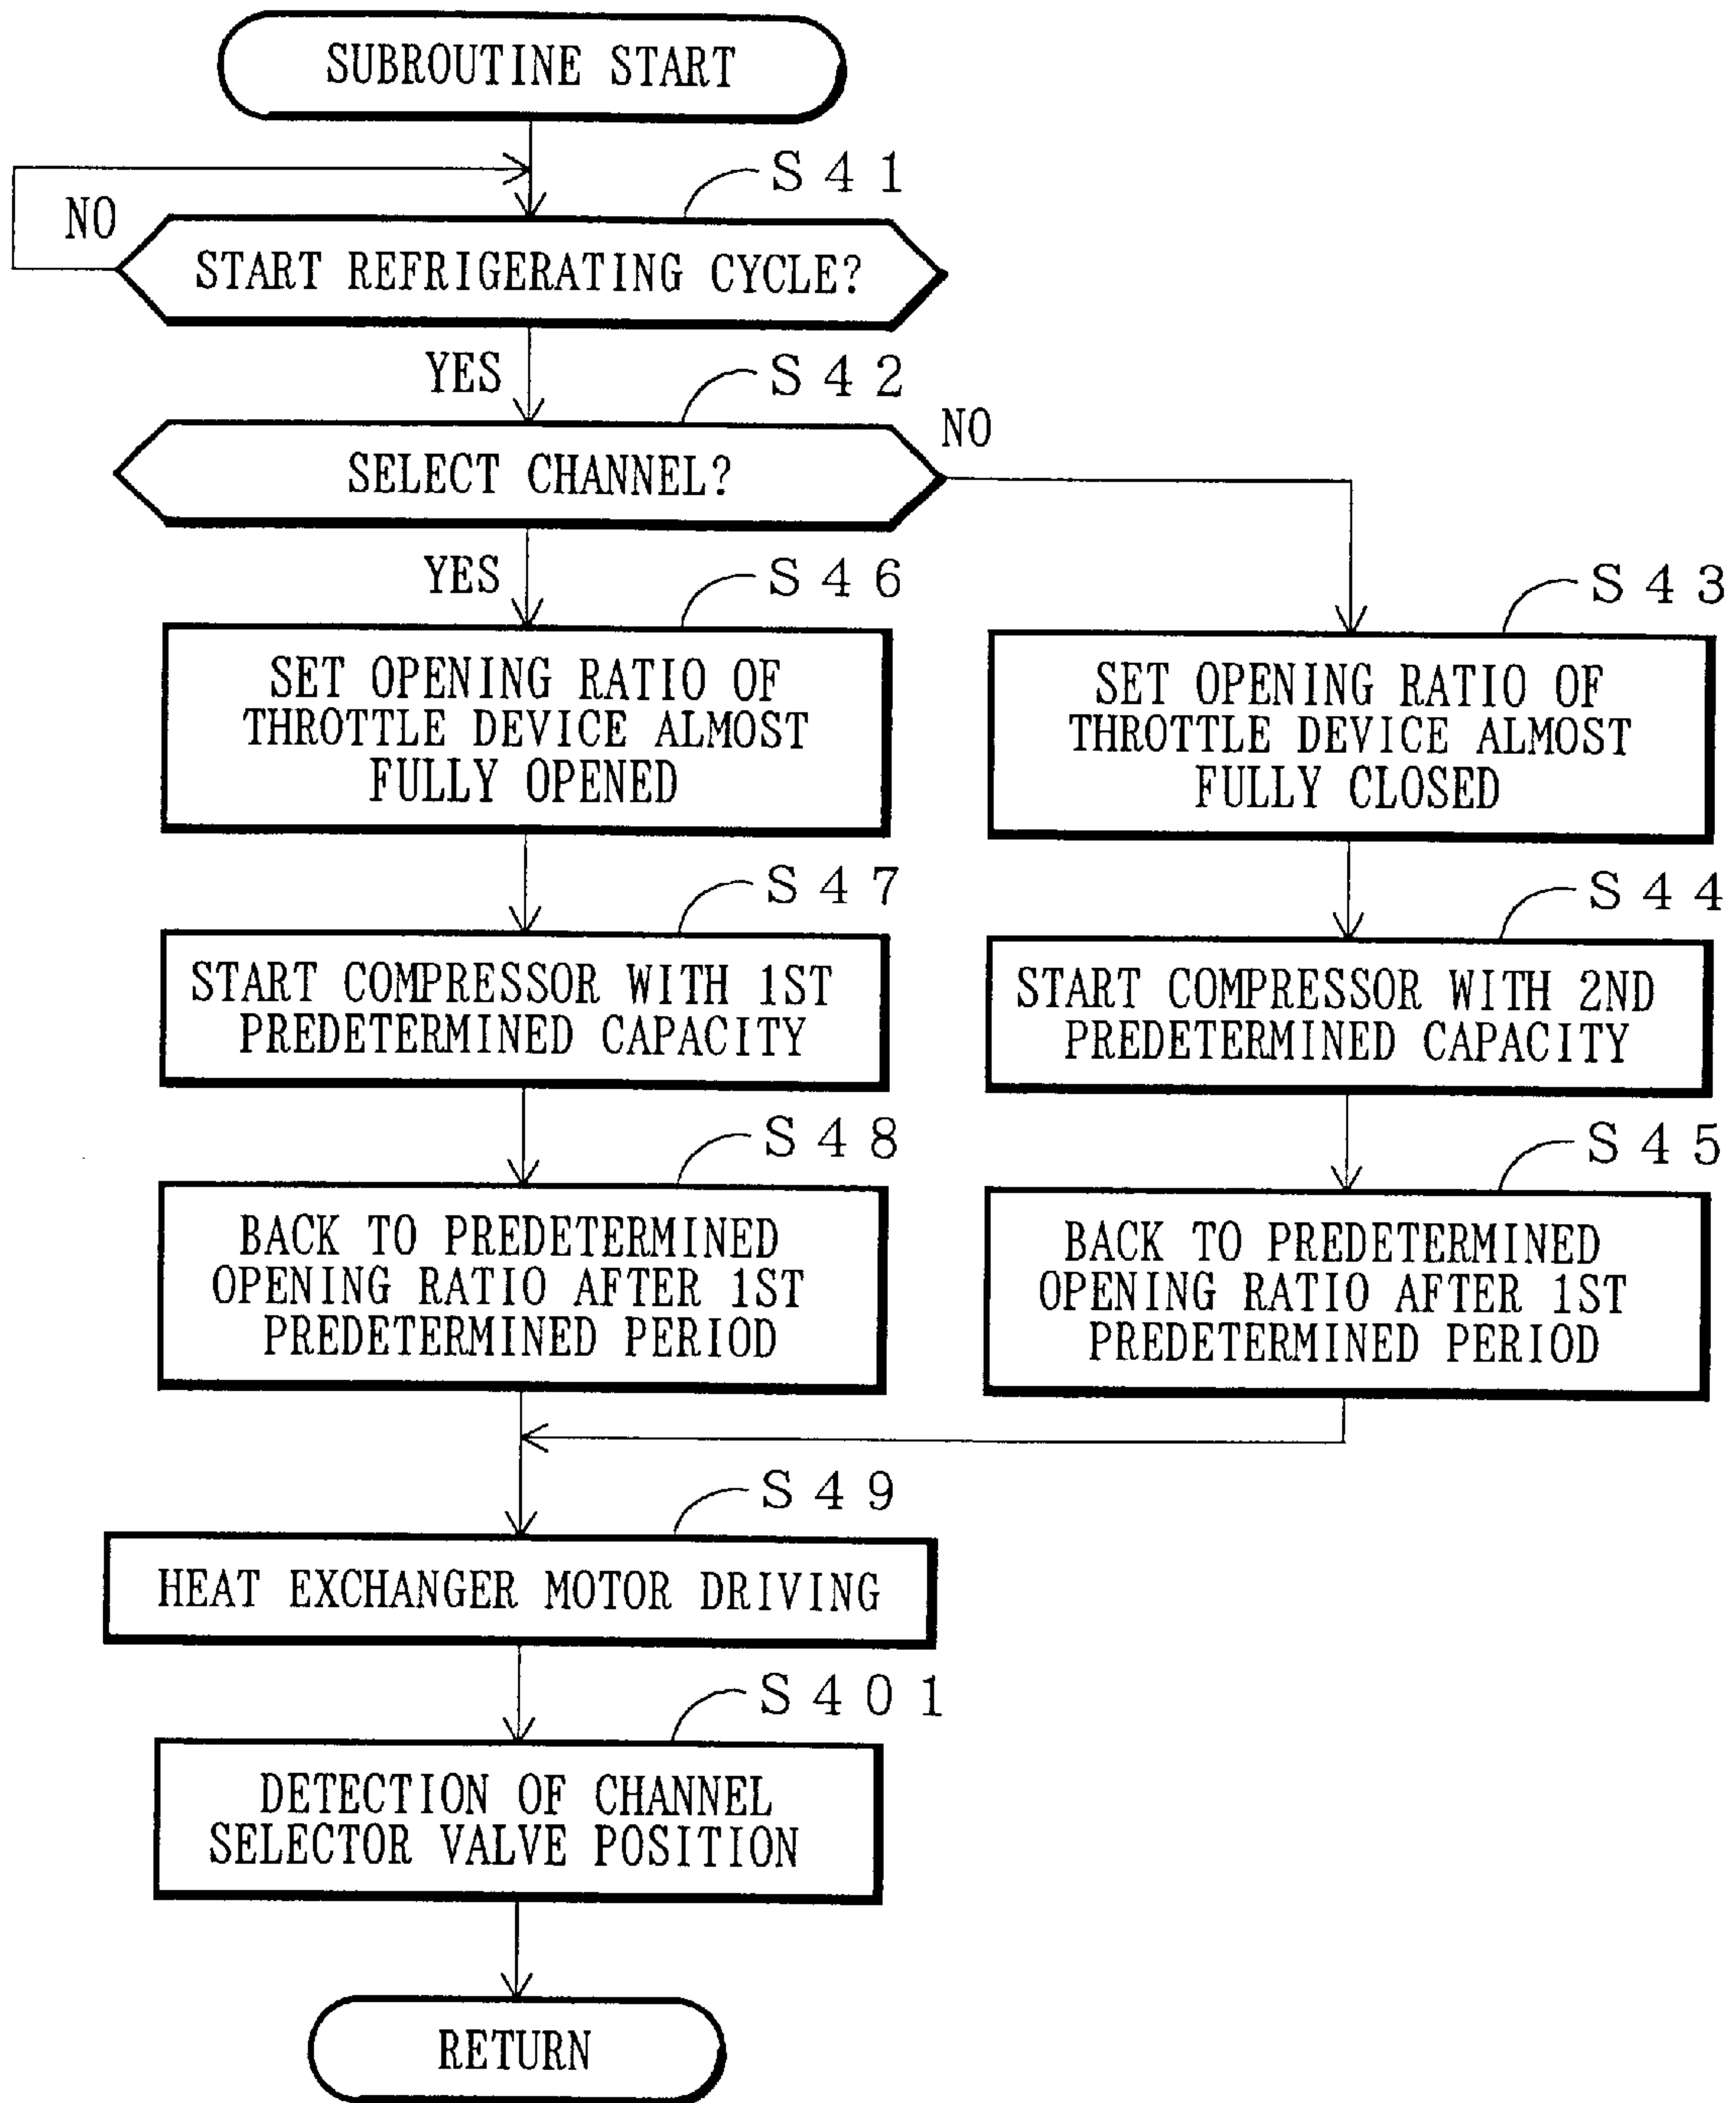 SUBROUTINE START
S41
NO
START REFRIGERATING CYCLE?
YES
S42
NO
SELECT CHANNEL?
YES
S46
SET OPENING RATIO OF
THROTTLE DEVICE ALMOST
FULLY OPENED
S43
SET OPENING RATIO OF
THROTTLE DEVICE ALMOST
FULLY CLOSED
S47
START COMPRESSOR WITH 1ST
PREDETERMINED CAPACITY
S44
START COMPRESSOR WITH 2ND
PREDETERMINED CAPACITY
S48
BACK TO PREDETERMINED
OPENING RATIO AFTER 1ST
PREDETERMINED PERIOD
S45
BACK TO PREDETERMINED
OPENING RATIO AFTER 1ST
PREDETERMINED PERIOD
S49
HEAT EXCHANGER MOTOR DRIVING
S401
DETECTION OF CHANNEL
SELECTOR VALVE POSITION
RETURN